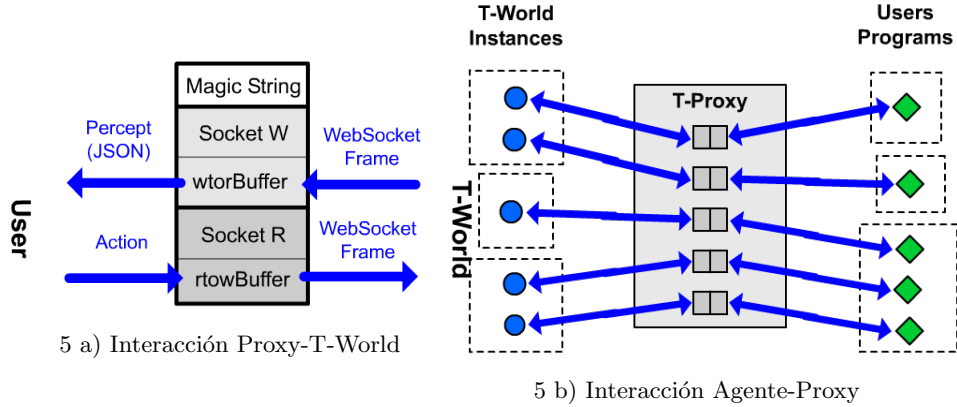 Magic String
Socket W
wtorBuffer
Socket R
rtowBuffer
Percept
(JSON)
WebSocket
Frame
Action
WebSocket
Frame
User
T-World
5 a) Interacción Proxy-T-World
T-World
Instances
T-Proxy
Users
Programs
5 b) Interacción Agente-Proxy